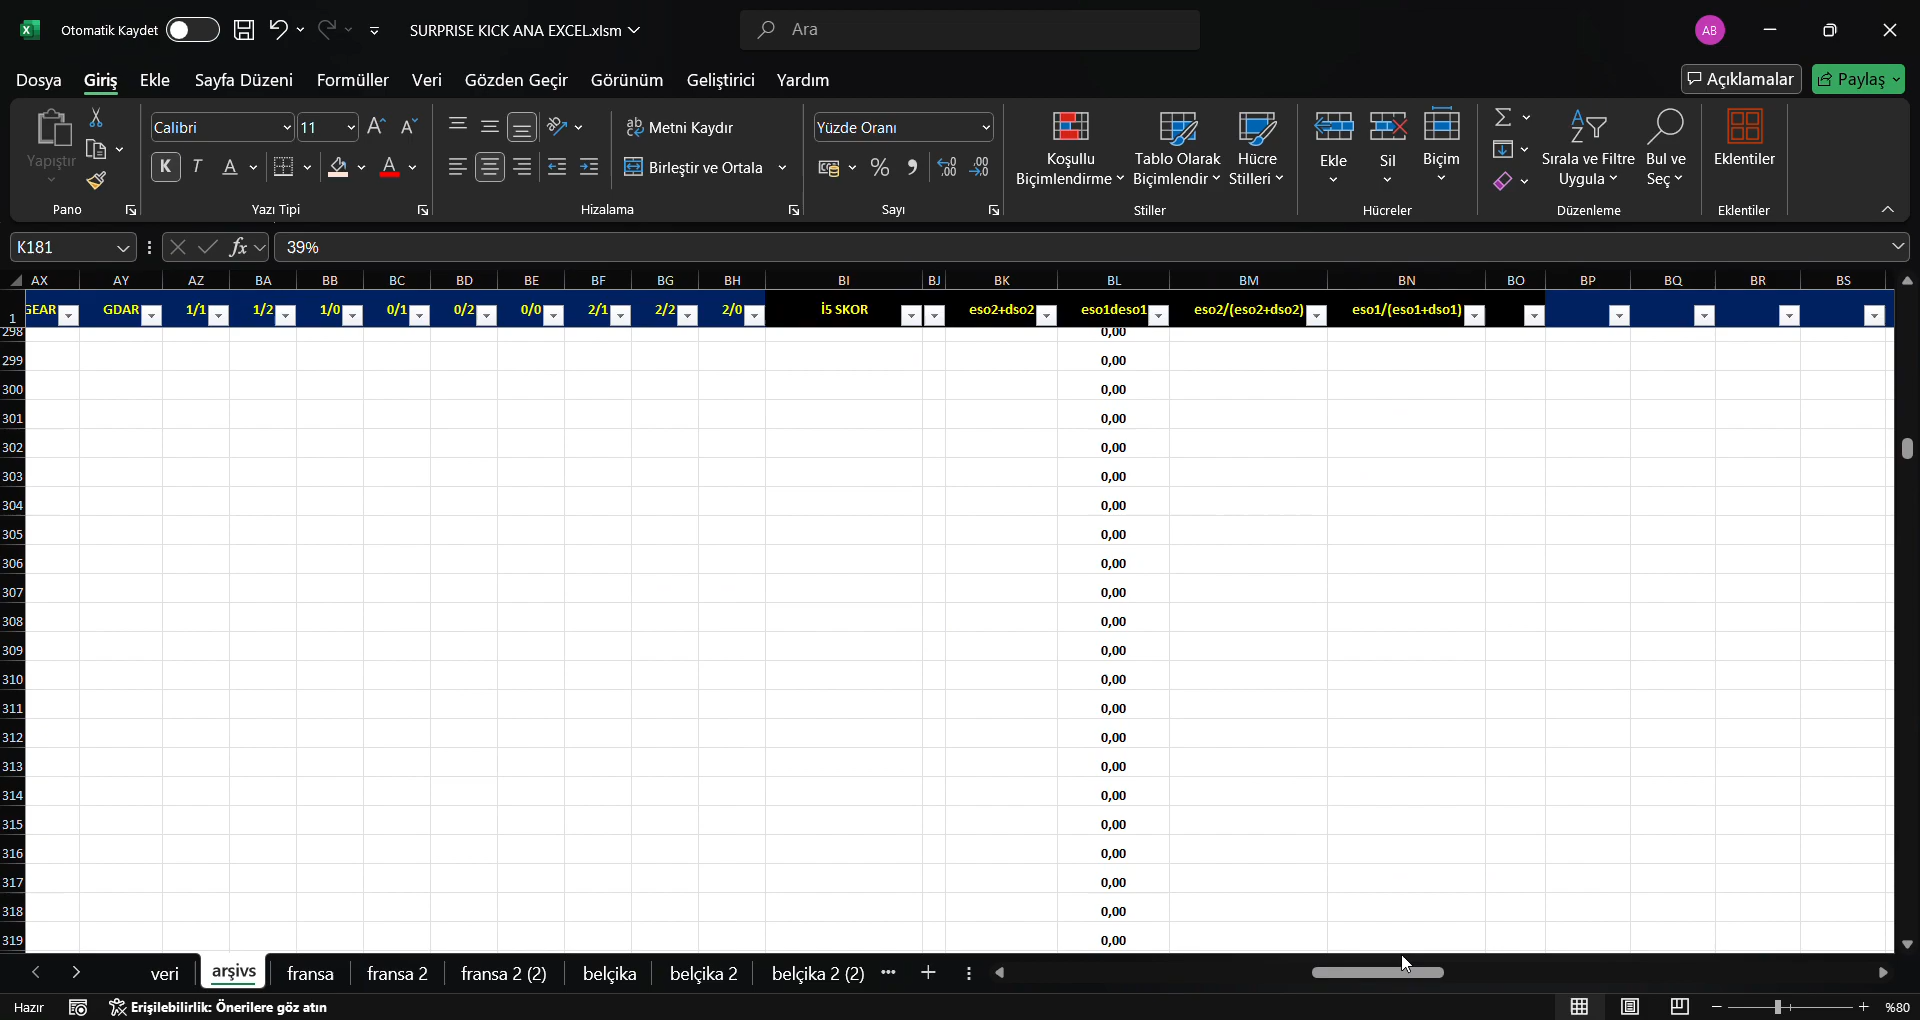 Otomatik Kaydet
SURPRISE KICK ANA EXCEL.xlsm
Ara
AB
Dosya Giriş Ekle Sayfa Düzeni Formüller Veri Gözden Geçir Görünüm Geliştirici Yardım
Açıklamalar Paylaş
Yapıştır
Pano
Calibri 11
K T A A
Yazı Tipi
Metni Kaydır
Birleştir ve Ortala
Hizalama
Yüzde Oranı
Sayı
Koşullu Biçimlendirme
Tablo Olarak Biçimlendir
Hücre Stilleri
Stiller
Ekle Sil Biçim
Hücreler
Sırala ve Filtre Uygula
Bul ve Seç
Düzenleme
Eklentiler
Eklentiler
K181 fx 39%
AX AY AZ BA BB BC BD BE BF BG BH BI BJ BK BL BM BN BO BP BQ BR BS
1 GEAR GDAR 1/1 1/2 1/0 0/1 0/2 0/0 2/1 2/2 2/0 İ5 SKOR eso2+dso2 eso1deso1 eso2/(eso2+dso2) eso1/(eso1+dso1)
298 0,00
299 0,00
300 0,00
301 0,00
302 0,00
303 0,00
304 0,00
305 0,00
306 0,00
307 0,00
308 0,00
309 0,00
310 0,00
311 0,00
312 0,00
313 0,00
314 0,00
315 0,00
316 0,00
317 0,00
318 0,00
319 0,00
veri arşivs fransa fransa 2 fransa 2 (2) belçika belçika 2 belçika 2 (2)
Hazır Erişilebilirlik: Önerilere göz atın %80